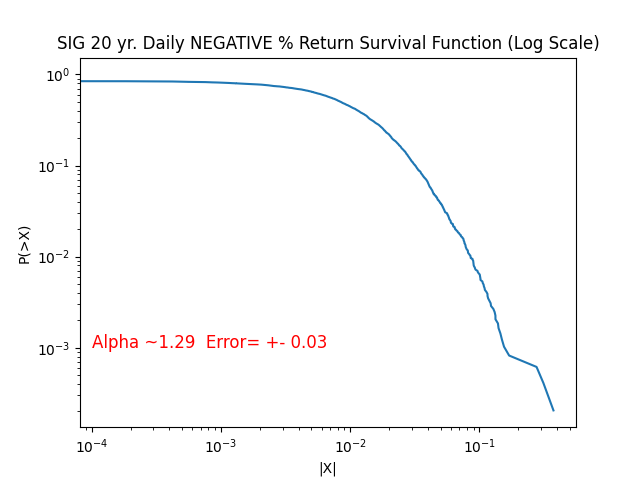 SIG 20 yr. Daily NEGATIVE % Return Survival Function (Log Scale)
10⁰
10⁻¹
10⁻²
10⁻³
P(>X)
Alpha ~1.29  Error= +- 0.03
10⁻⁴ 10⁻³ 10⁻² 10⁻¹
|X|